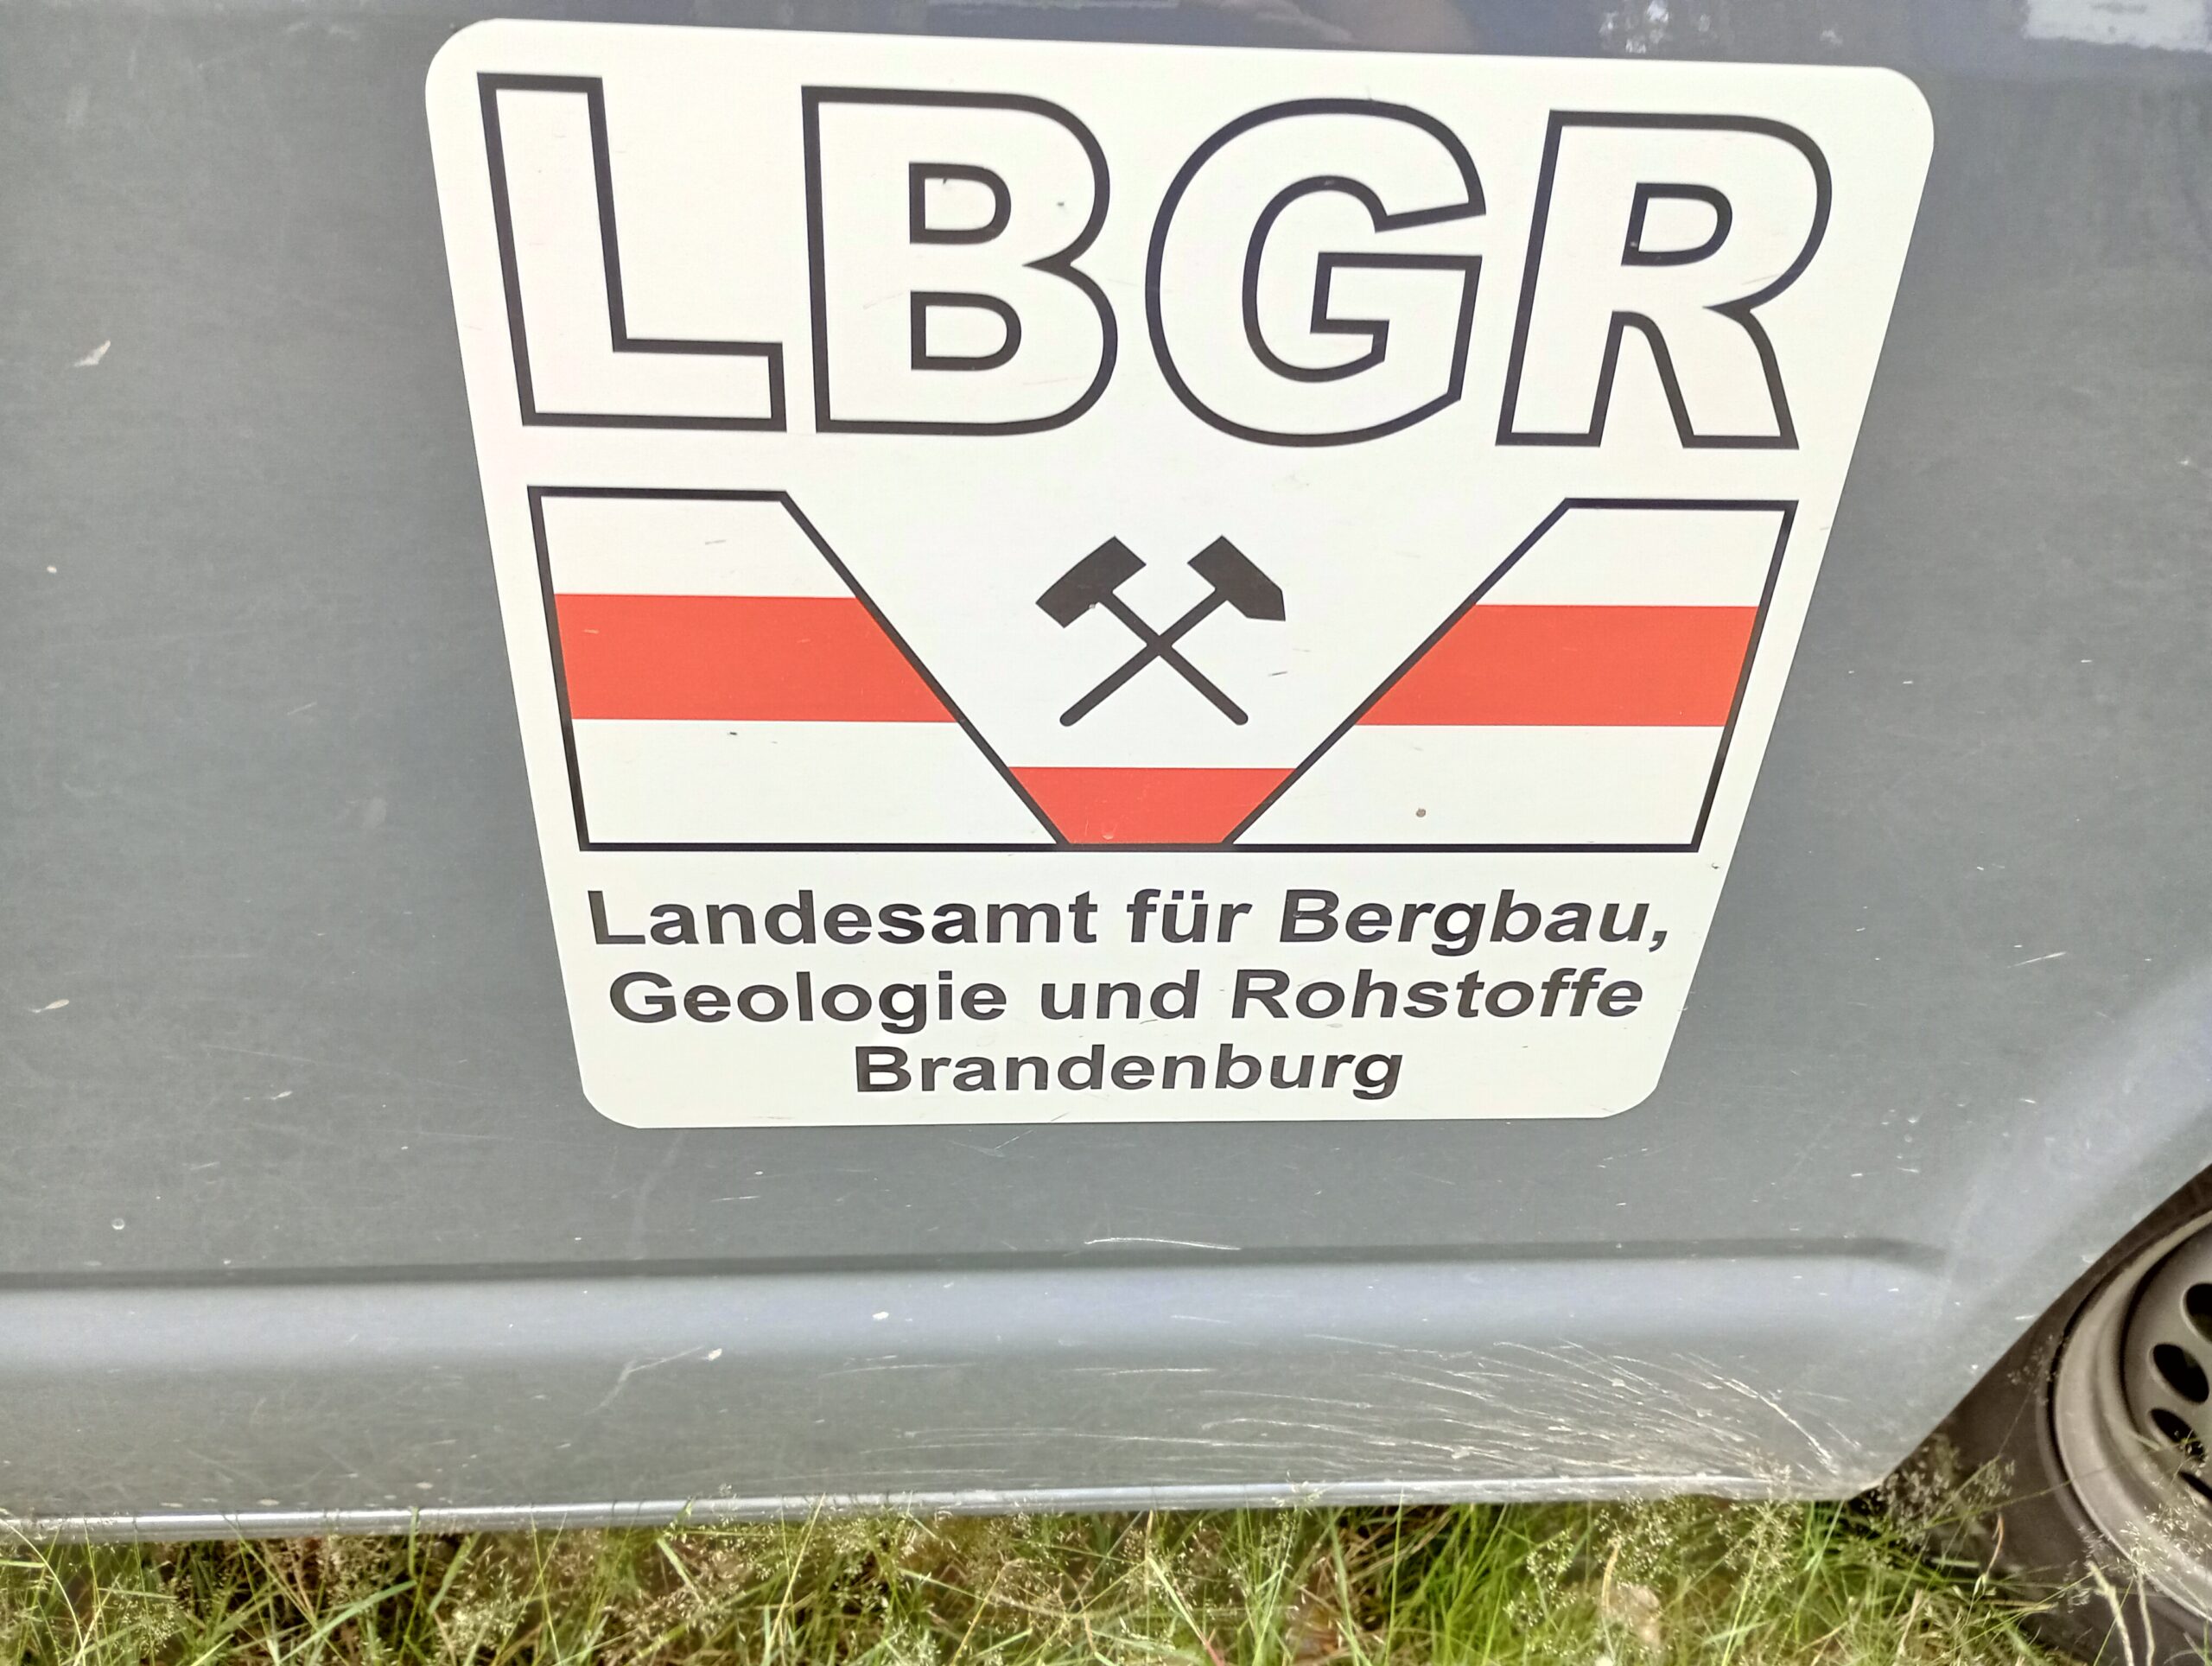 LBGR
Landesamt für Bergbau,
Geologie und Rohstoffe
Brandenburg